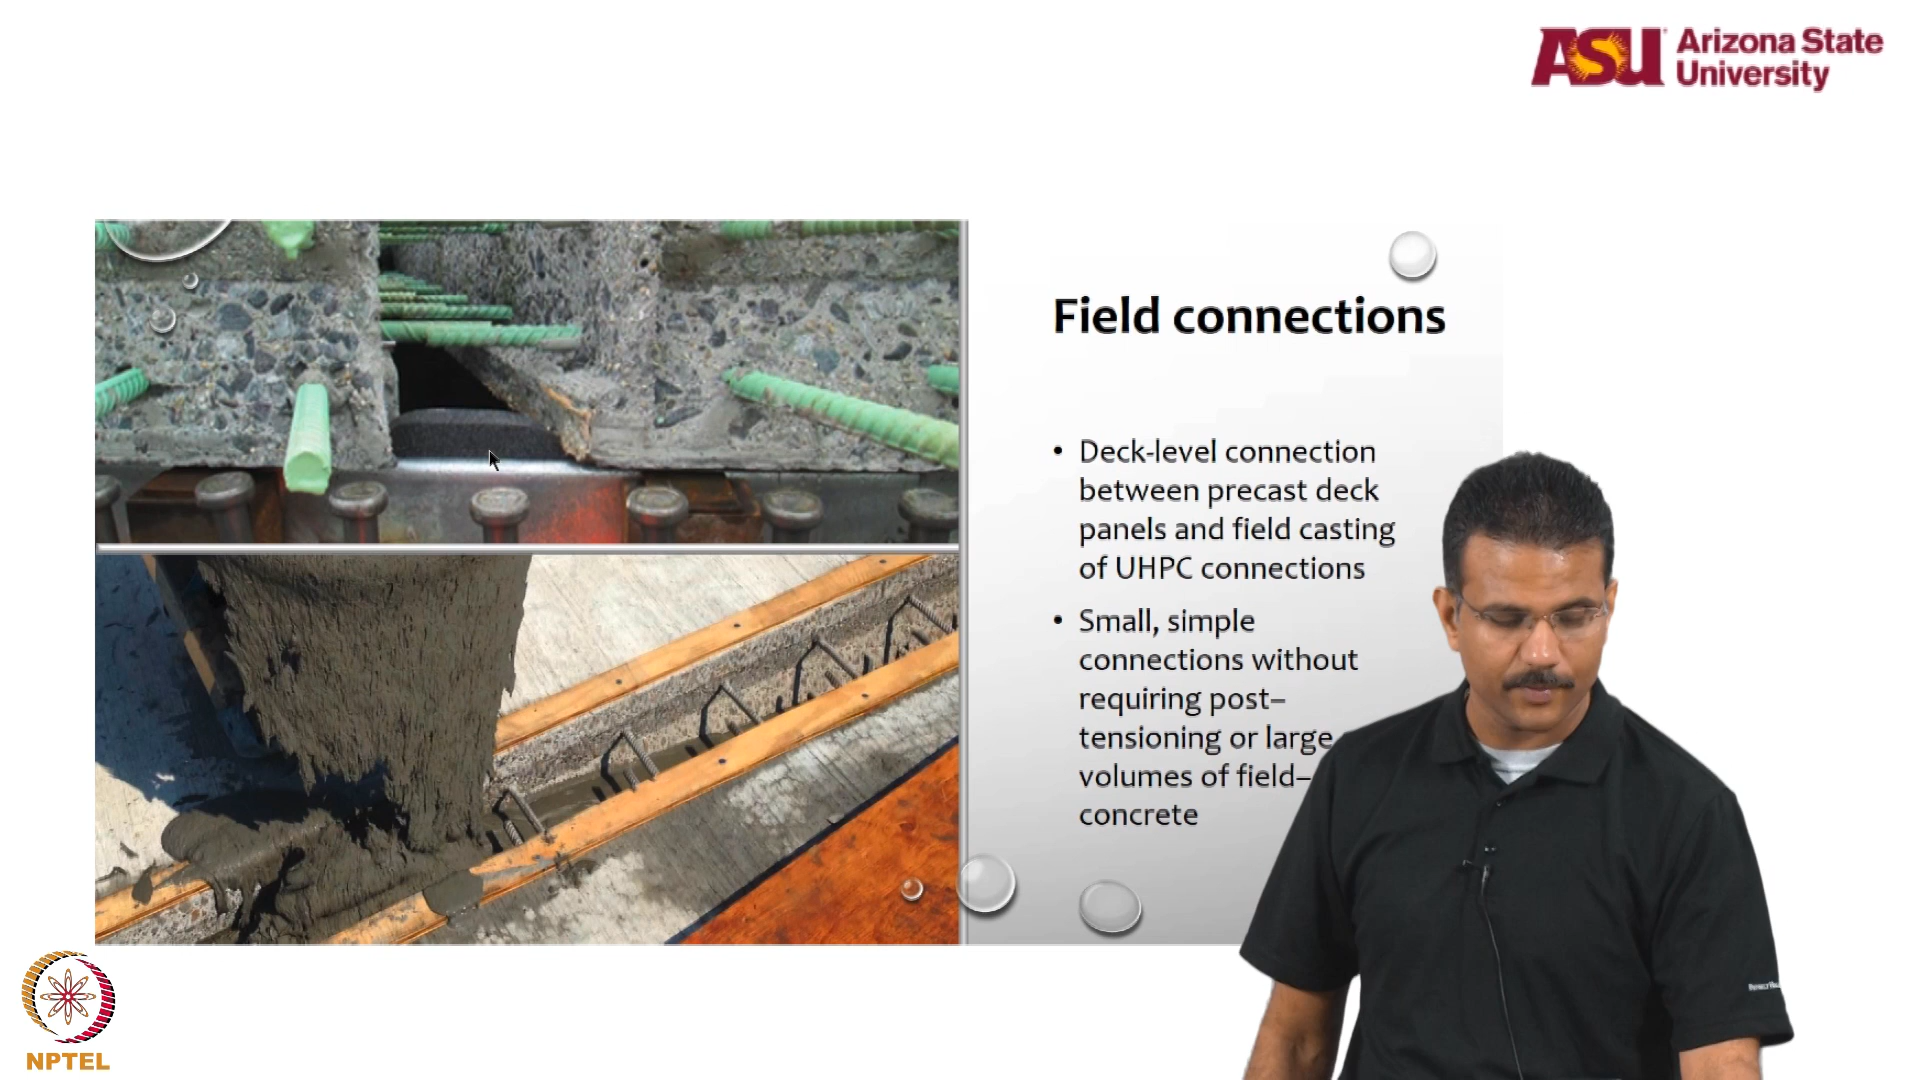 ASU Arizona State
University
Field connections
• Deck-level connection
between precast deck
panels and field casting
of UHPC connections
• Small, simple
connections without
requiring post–
tensioning or large
volumes of field–
concrete
NPTEL